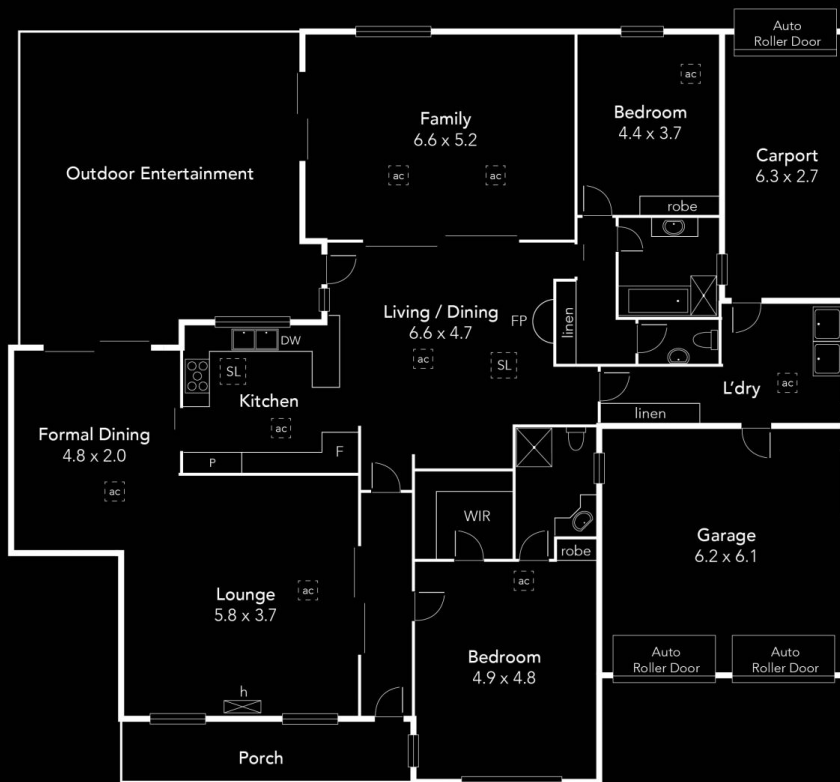 Auto
Roller Door
ac
Family
6.6 x 5.2
Bedroom
4.4 x 3.7
Carport
6.3 x 2.7
Outdoor Entertainment
ac
ac
robe
Living / Dining
6.6 x 4.7
FP
linen
DW
SL
ac
SL
Kitchen
L'dry
ac
linen
Formal Dining
4.8 x 2.0
ac
F
P
ac
WIR
Garage
6.2 x 6.1
robe
Lounge
5.8 x 3.7
ac
ac
Bedroom
4.9 x 4.8
Auto
Roller Door
Auto
Roller Door
h
Porch